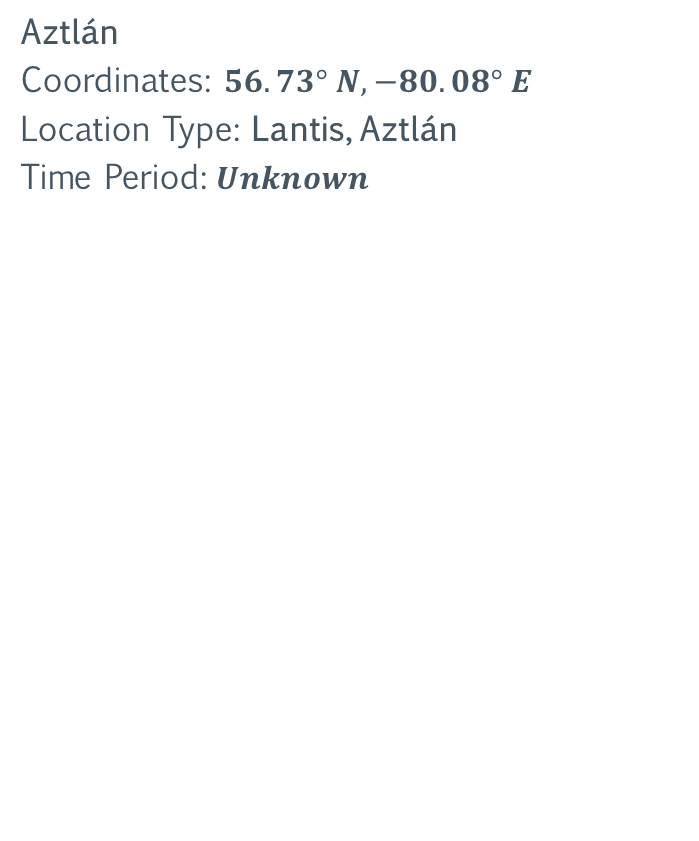 Aztlán
Coordinates: 56.73° N, −80.08° E
Location Type: Lantis, Aztlán
Time Period: Unknown